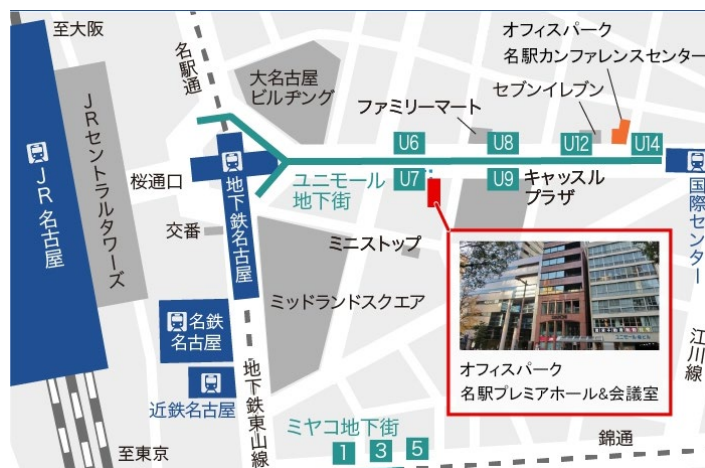 至大阪
名駅通
オフィスパーク
名駅カンファレンスセンター
大名古屋
ビルヂング
JRセントラルタワーズ
ファミリーマート
セブンイレブン
U6
U8
U12
U14
JR名古屋
桜通口
地下鉄名古屋
ユニモール
地下街
U7
U9
キャッスル
プラザ
国際センター
交番
ミニストップ
ミッドランドスクエア
名鉄
名古屋
オフィスパーク
名駅プレミアホール&会議室
江川線
近鉄名古屋
地下鉄東山線
ミヤコ地下街
1
3
5
錦通
至東京